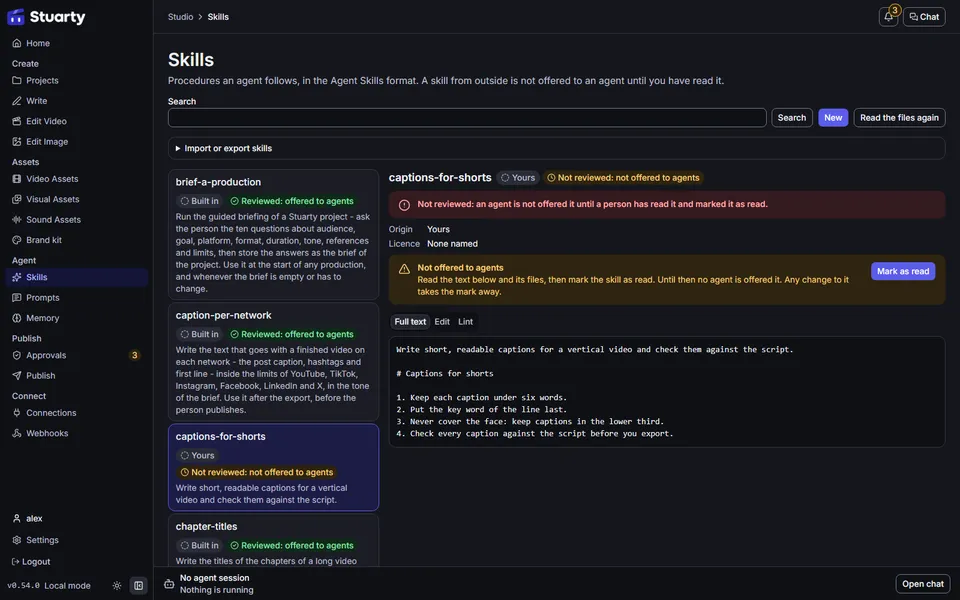 Stuarty
Home
Create
Projects
Write
Edit Video
Edit Image
Assets
Video Assets
Visual Assets
Sound Assets
Brand kit
Agent
Skills
Prompts
Memory
Publish
Approvals 3
Publish
Connect
Connections
Webhooks
alex
Settings
Logout
v0.54.0 Local mode
Studio > Skills
3
Chat
Skills
Procedures an agent follows, in the Agent Skills format. A skill from outside is not offered to an agent until you have read it.
Search
Search New Read the files again
Import or export skills
brief-a-production
Built in Reviewed: offered to agents
Run the guided briefing of a Stuarty project - ask
the person the ten questions about audience,
goal, platform, format, duration, tone, references
and limits, then store the answers as the brief of
the project. Use it at the start of any production,
and whenever the brief is empty or has to
change.
caption-per-network
Built in Reviewed: offered to agents
Write the text that goes with a finished video on
each network - the post caption, hashtags and
first line - inside the limits of YouTube, TikTok,
Instagram, Facebook, LinkedIn and X, in the tone
of the brief. Use it after the export, before the
person publishes.
captions-for-shorts
Yours
Not reviewed: not offered to agents
Write short, readable captions for a vertical
video and check them against the script.
chapter-titles
Built in Reviewed: offered to agents
Write the titles of the chapters of a long video
captions-for-shorts Yours Not reviewed: not offered to agents
Not reviewed: an agent is not offered it until a person has read it and marked it as read.
Origin Yours
Licence None named
Not offered to agents
Read the text below and its files, then mark the skill as read. Until then no agent is offered it. Any change to it
takes the mark away.
Mark as read
Full text Edit Lint
Write short, readable captions for a vertical video and check them against the script.
# Captions for shorts
1. Keep each caption under six words.
2. Put the key word of the line last.
3. Never cover the face: keep captions in the lower third.
4. Check every caption against the script before you export.
No agent session
Nothing is running
Open chat